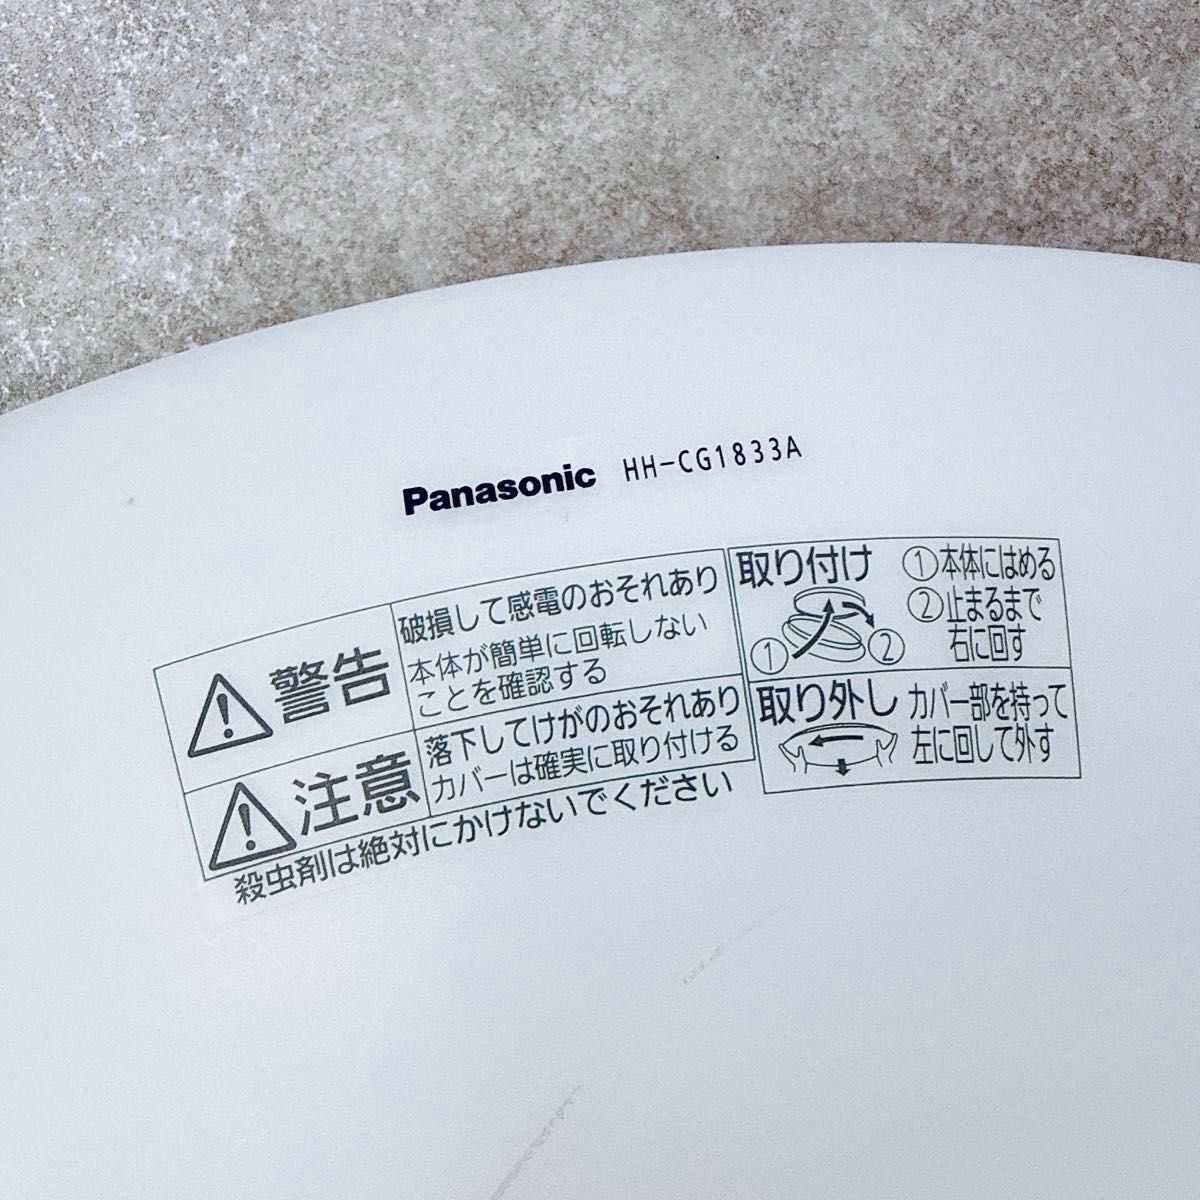 Panasonic HH-CG1833A
警告
破損して感電のおそれあり
本体が簡単に回転しない
ことを確認する
注意
落下してけがのおそれあり
カバーは確実に取り付ける
殺虫剤は絶対にかけないでください
取り付け
①
②
①本体にはめる
②止まるまで
右に回す
取り外し
カバー部を持って
左に回して外す